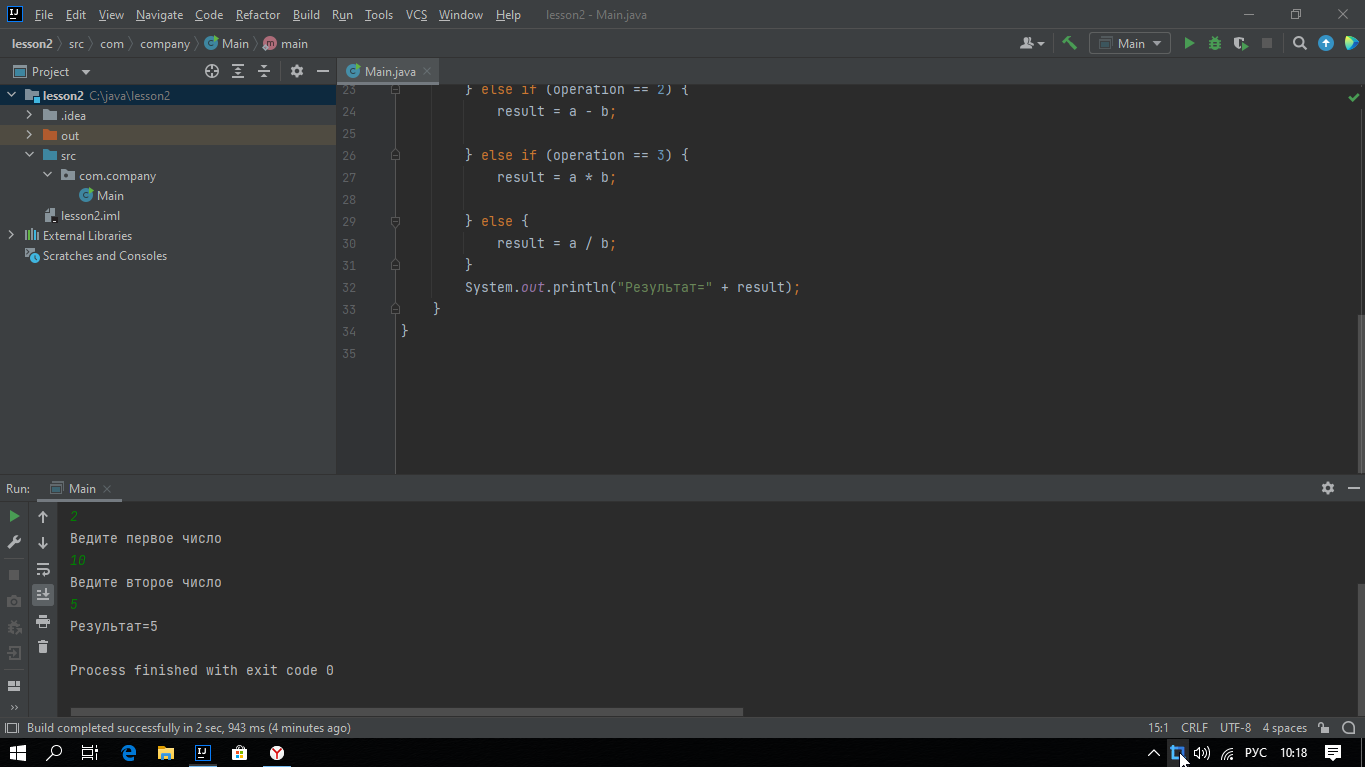 File Edit View Navigate Code Refactor Build Run Tools VCS Window Help lesson2 - Main.java
lesson2 src com company Main main
Main
Project
Main.java
lesson2 C:\java\lesson2
.idea
out
src
com.company
Main
lesson2.iml
External Libraries
Scratches and Consoles
23 } else if (operation == 2) {
24 result = a - b;
25
26 } else if (operation == 3) {
27 result = a * b;
28
29 } else {
30 result = a / b;
31 }
32 System.out.println("Результат=" + result);
33 }
34 }
35
Run: Main
2
Ведите первое число
10
Ведите второе число
5
Результат=5
Process finished with exit code 0
Build completed successfully in 2 sec, 943 ms (4 minutes ago)
15:1 CRLF UTF-8 4 spaces
РУС 10:18